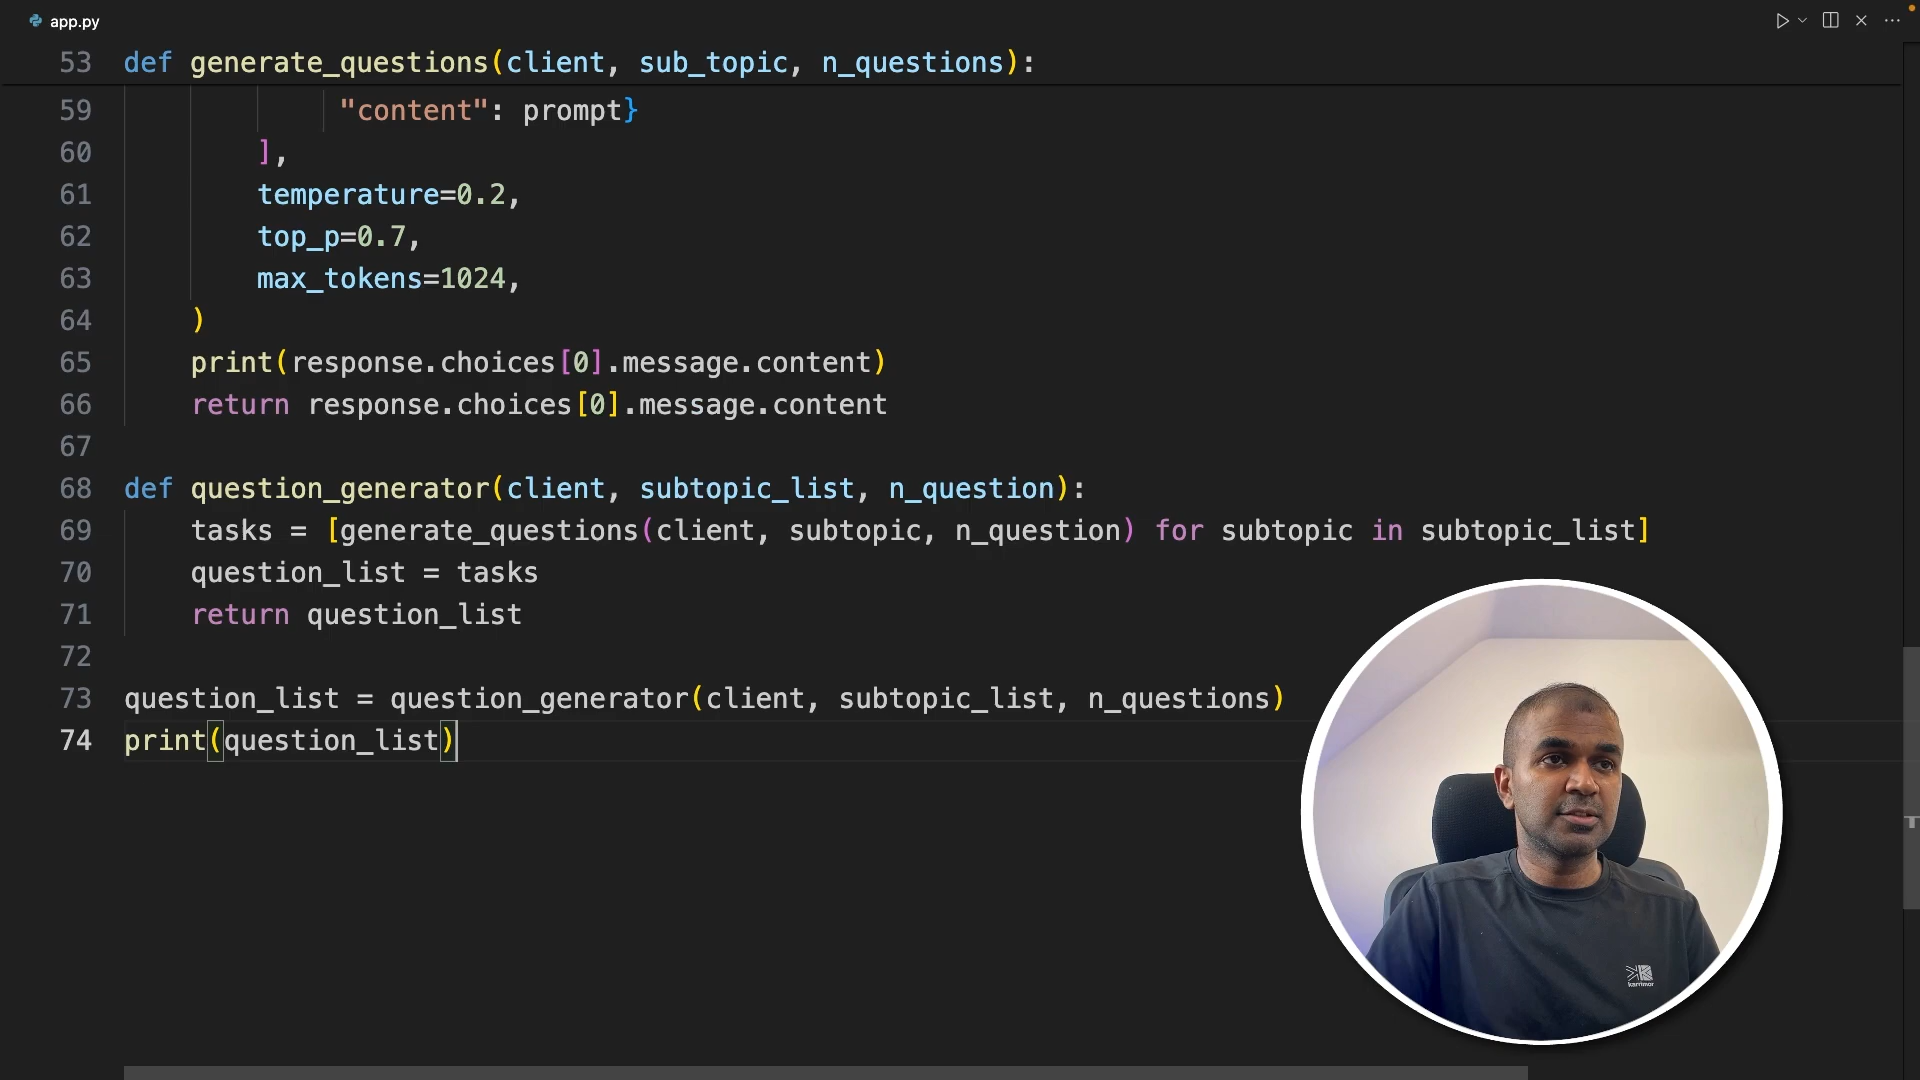 app.py
53 def generate_questions(client, sub_topic, n_questions):
59 "content": prompt}
60 ],
61 temperature=0.2,
62 top_p=0.7,
63 max_tokens=1024,
64 )
65 print(response.choices[0].message.content)
66 return response.choices[0].message.content
67
68 def question_generator(client, subtopic_list, n_question):
69 tasks = [generate_questions(client, subtopic, n_question) for subtopic in subtopic_list]
70 question_list = tasks
71 return question_list
72
73 question_list = question_generator(client, subtopic_list, n_questions)
74 print(question_list)
karrimor